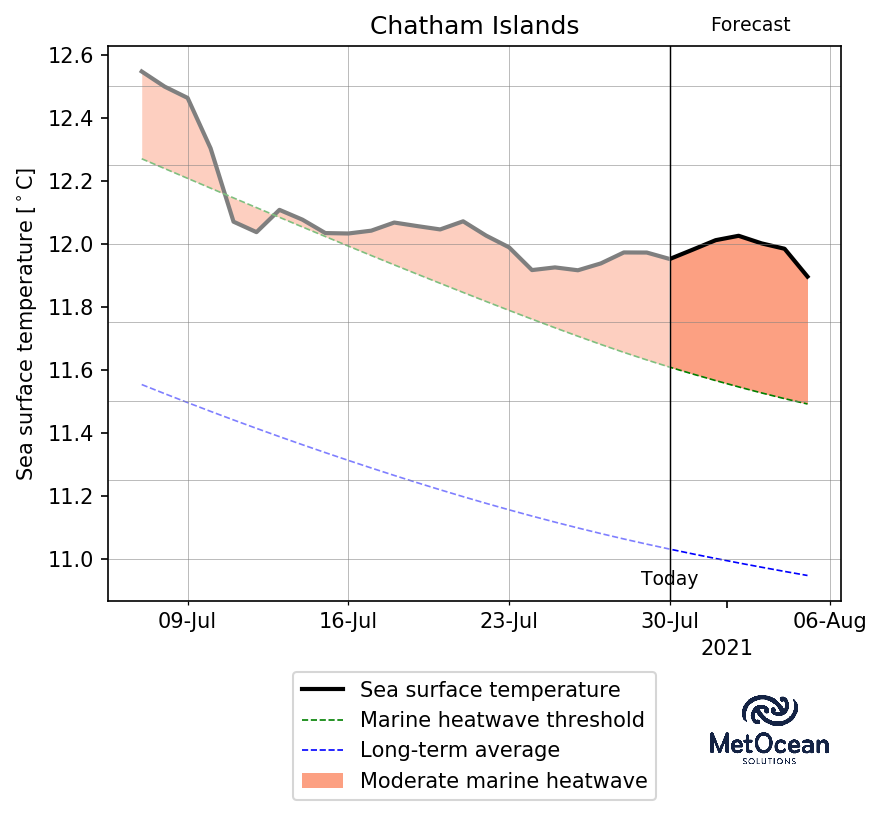 Chatham Islands
Forecast
Sea surface temperature [°C]
12.6
12.4
12.2
12.0
11.8
11.6
11.4
11.2
11.0
Today
09-Jul 16-Jul 23-Jul 30-Jul 06-Aug
2021
Sea surface temperature
Marine heatwave threshold
Long-term average
Moderate marine heatwave
MetOcean
SOLUTIONS